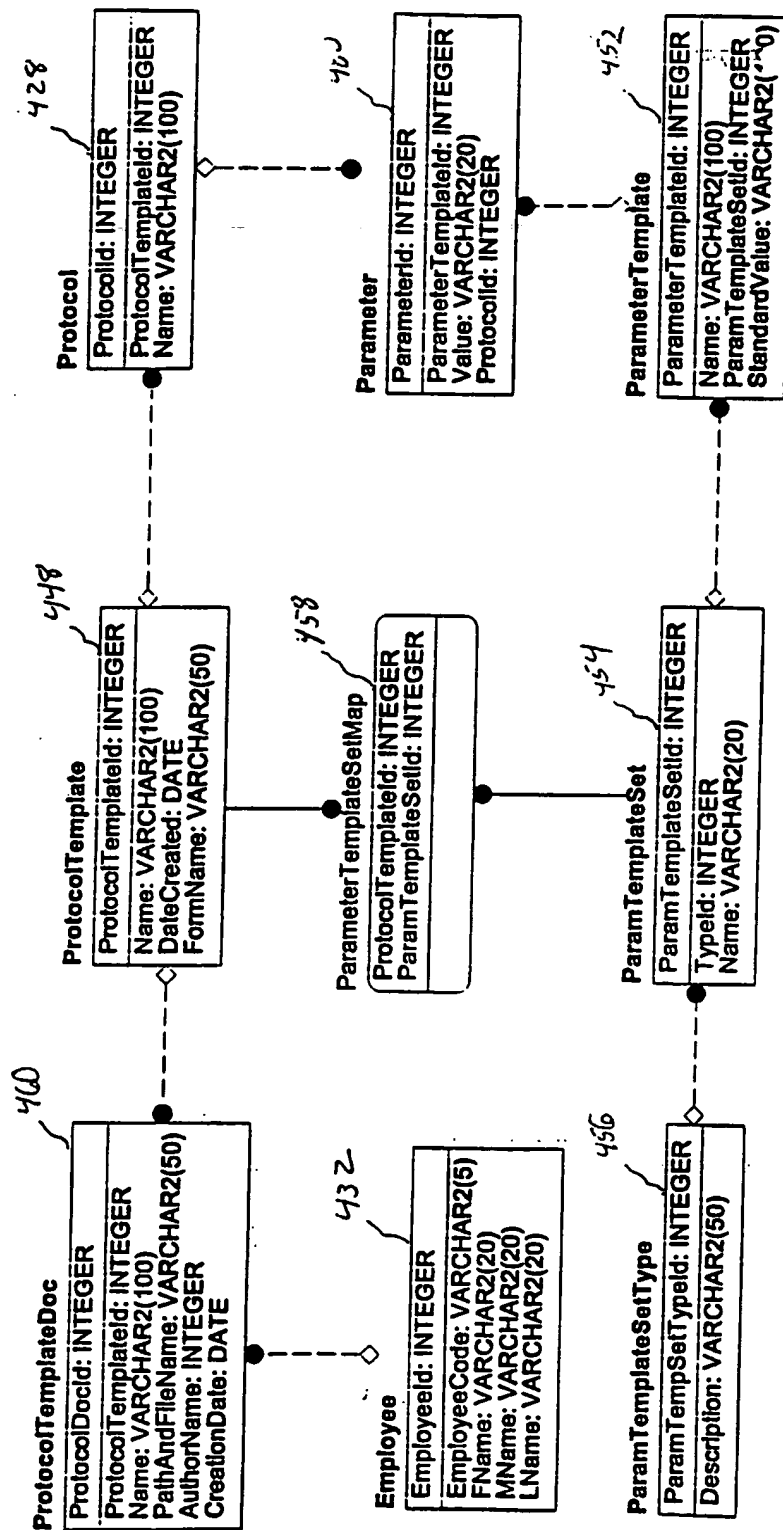 ProtocolTemplateDoc
460
ProtocolDocId: INTEGER
ProtocolTemplateId: INTEGER
Name: VARCHAR2(100)
PathAndFileName: VARCHAR2(50)
AuthorName: INTEGER
CreationDate: DATE
ProtocolTemplate
448
ProtocolTemplateId: INTEGER
Name: VARCHAR2(100)
DateCreated: DATE
FormName: VARCHAR2(50)
Protocol
428
ProtocolId: INTEGER
ProtocolTemplateId: INTEGER
Name: VARCHAR2(100)
Employee
432
EmployeeId: INTEGER
EmployeeCode: VARCHAR2(5)
FName: VARCHAR2(20)
MName: VARCHAR2(20)
LName: VARCHAR2(20)
ParameterTemplateSetMap
458
ProtocolTemplateId: INTEGER
ParamTemplateSetId: INTEGER
Parameter
ParameterId: INTEGER
ParameterTemplateId: INTEGER
Value: VARCHAR2(20)
ProtocolId: INTEGER
ParamTemplateSetType
456
ParamTempSetTypeId: INTEGER
Description: VARCHAR2(50)
ParamTemplateSet
454
ParamTemplateSetId: INTEGER
TypeId: INTEGER
Name: VARCHAR2(20)
ParameterTemplate
452
ParameterTemplateId: INTEGER
Name: VARCHAR2(100)
ParamTemplateSetId: INTEGER
StandardValue: